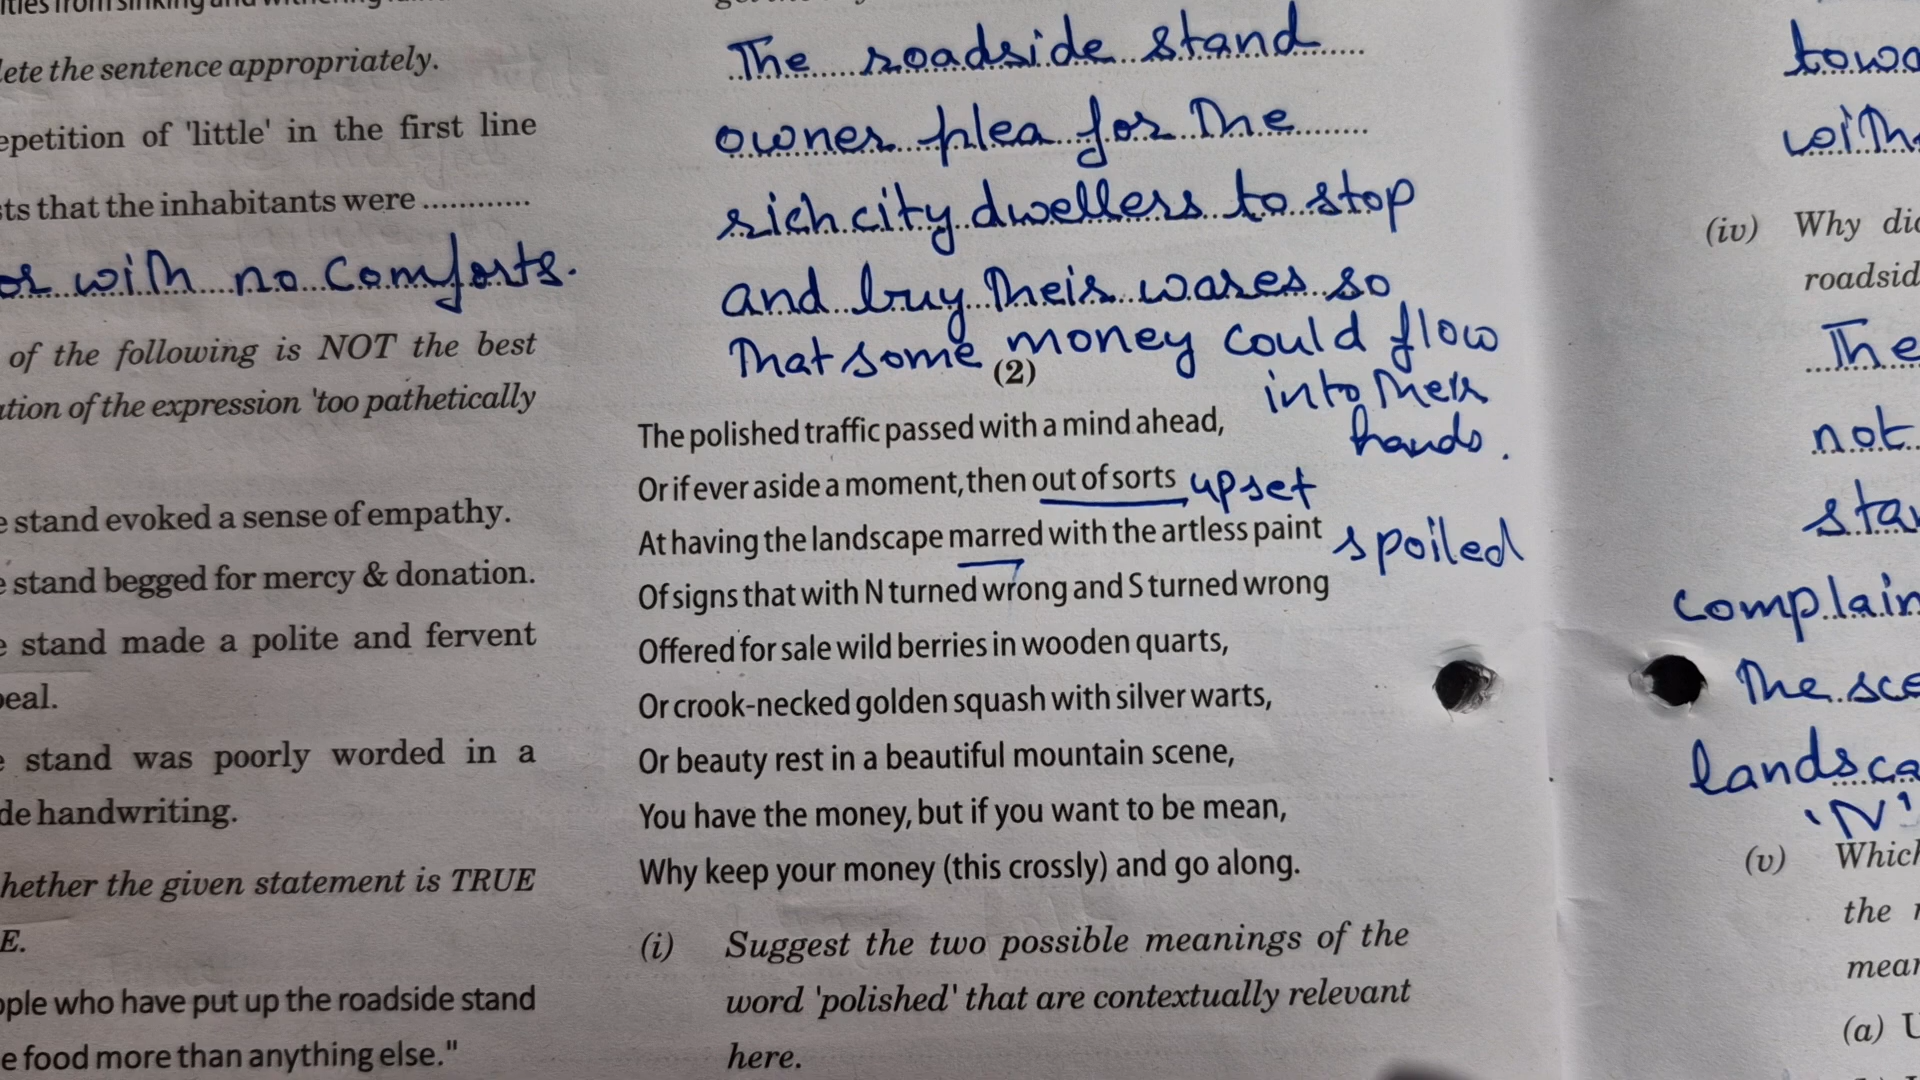 lete the sentence appropriately.
epetition of 'little' in the first line
sts that the inhabitants were ............
or with no comforts.
of the following is NOT the best
ation of the expression 'too pathetically
e stand evoked a sense of empathy.
e stand begged for mercy & donation.
e stand made a polite and fervent
peal.
e stand was poorly worded in a
de handwriting.
hether the given statement is TRUE
E.
ople who have put up the roadside stand
e food more than anything else."
The roadside stand
owner plea for the
rich city dwellers to stop
and buy their wares so
that some money could flow
into their
hands.
(2)
The polished traffic passed with a mind ahead,
Or if ever aside a moment, then out of sorts upset
At having the landscape marred with the artless paint spoiled
Of signs that with N turned wrong and S turned wrong
Offered for sale wild berries in wooden quarts,
Or crook-necked golden squash with silver warts,
Or beauty rest in a beautiful mountain scene,
You have the money, but if you want to be mean,
Why keep your money (this crossly) and go along.
(i) Suggest the two possible meanings of the
word 'polished' that are contextually relevant
here.
towa
with
(iv) Why did
roadsid
The
not
sta
complain
the sce
landsca
'N'
(v) Which
the
mean
(a) U